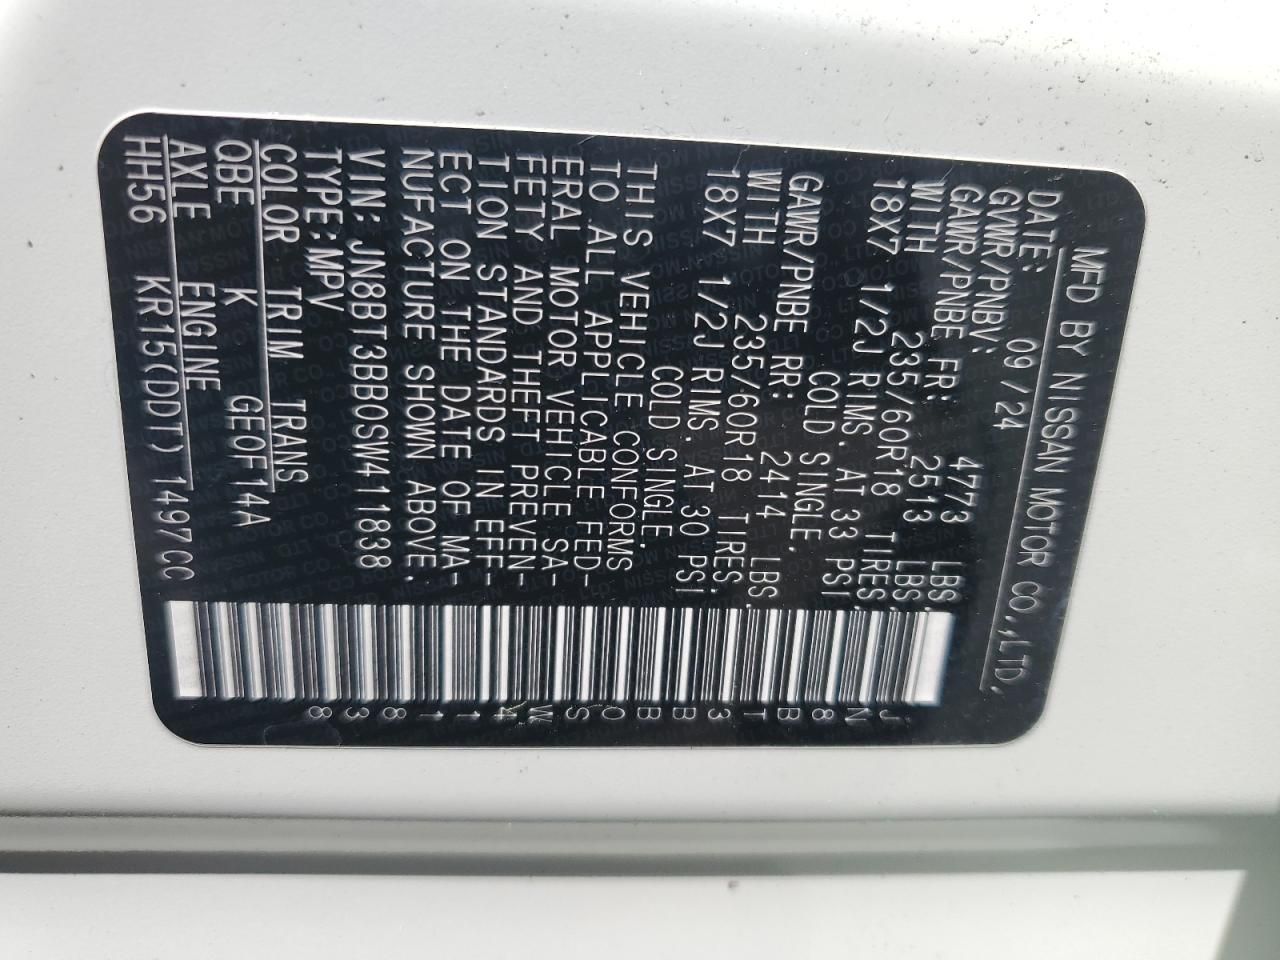 MFD BY NISSAN MOTOR CO.,LTD.
DATE: 09/24
GVWR/PNBV: 4773 LBS.
GAWR/PNBE FR: 2513 LBS.
WITH 235/60R18 TIRES,
18X7 1/2J RIMS. AT 33 PSI
COLD SINGLE.
GAWR/PNBE RR: 2414 LBS.
WITH 235/60R18 TIRES,
18X7 1/2J RIMS. AT 30 PSI
COLD SINGLE.
THIS VEHICLE CONFORMS
TO ALL APPLICABLE FED-
ERAL MOTOR VEHICLE SA-
FETY AND THEFT PREVEN-
TION STANDARDS IN EFF-
ECT ON THE DATE OF MA-
NUFACTURE SHOWN ABOVE.
VIN: JN8BT3BB0SW411838
TYPE:MPV
COLOR TRIM TRANS
QBE K GE0F14A
AXLE ENGINE
HH56 KR15(DDT) 1497CC
JN8BT3BB0SW411838